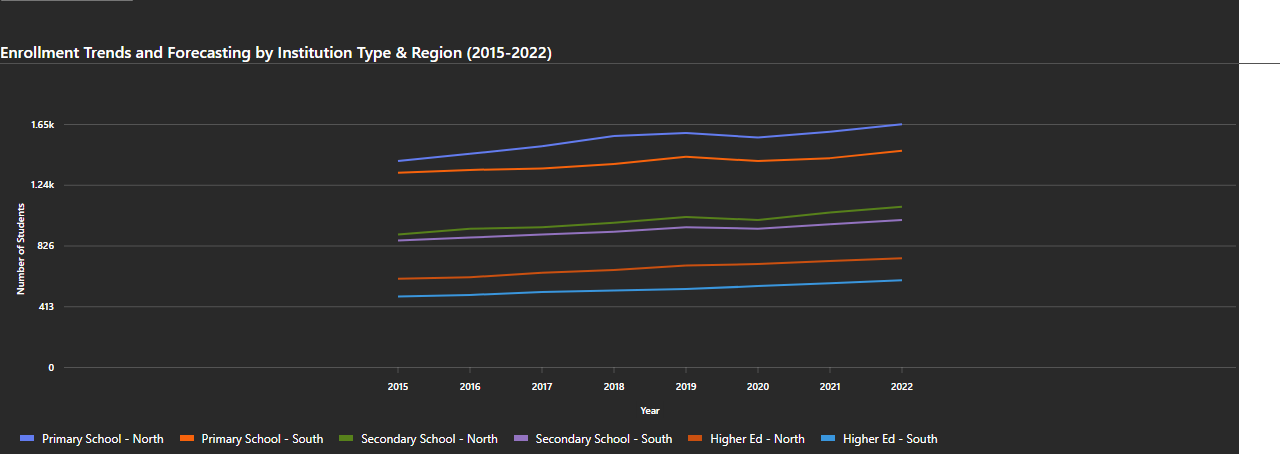 Enrollment Trends and Forecasting by Institution Type & Region (2015-2022)
1.65k
1.24k
826
413
0
Number of Students
2015 2016 2017 2018 2019 2020 2021 2022
Year
Primary School - North Primary School - South Secondary School - North Secondary School - South Higher Ed - North Higher Ed - South